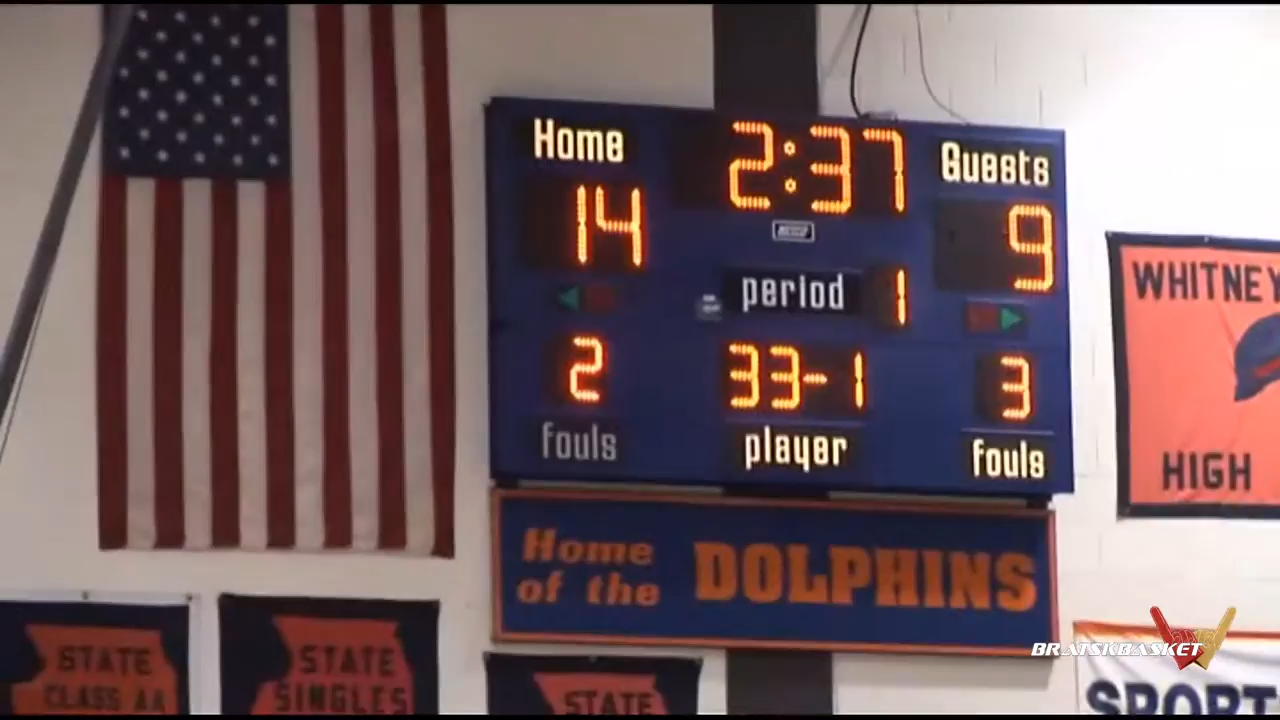 Home
2:37
Guests
14
9
period 1
2
33-1
3
fouls
player
fouls
Home of the DOLPHINS
WHITNEY
HIGH
STATE
CLASS AA
STATE
SINGLES
STATE
BRATSKBASKET
SPORT